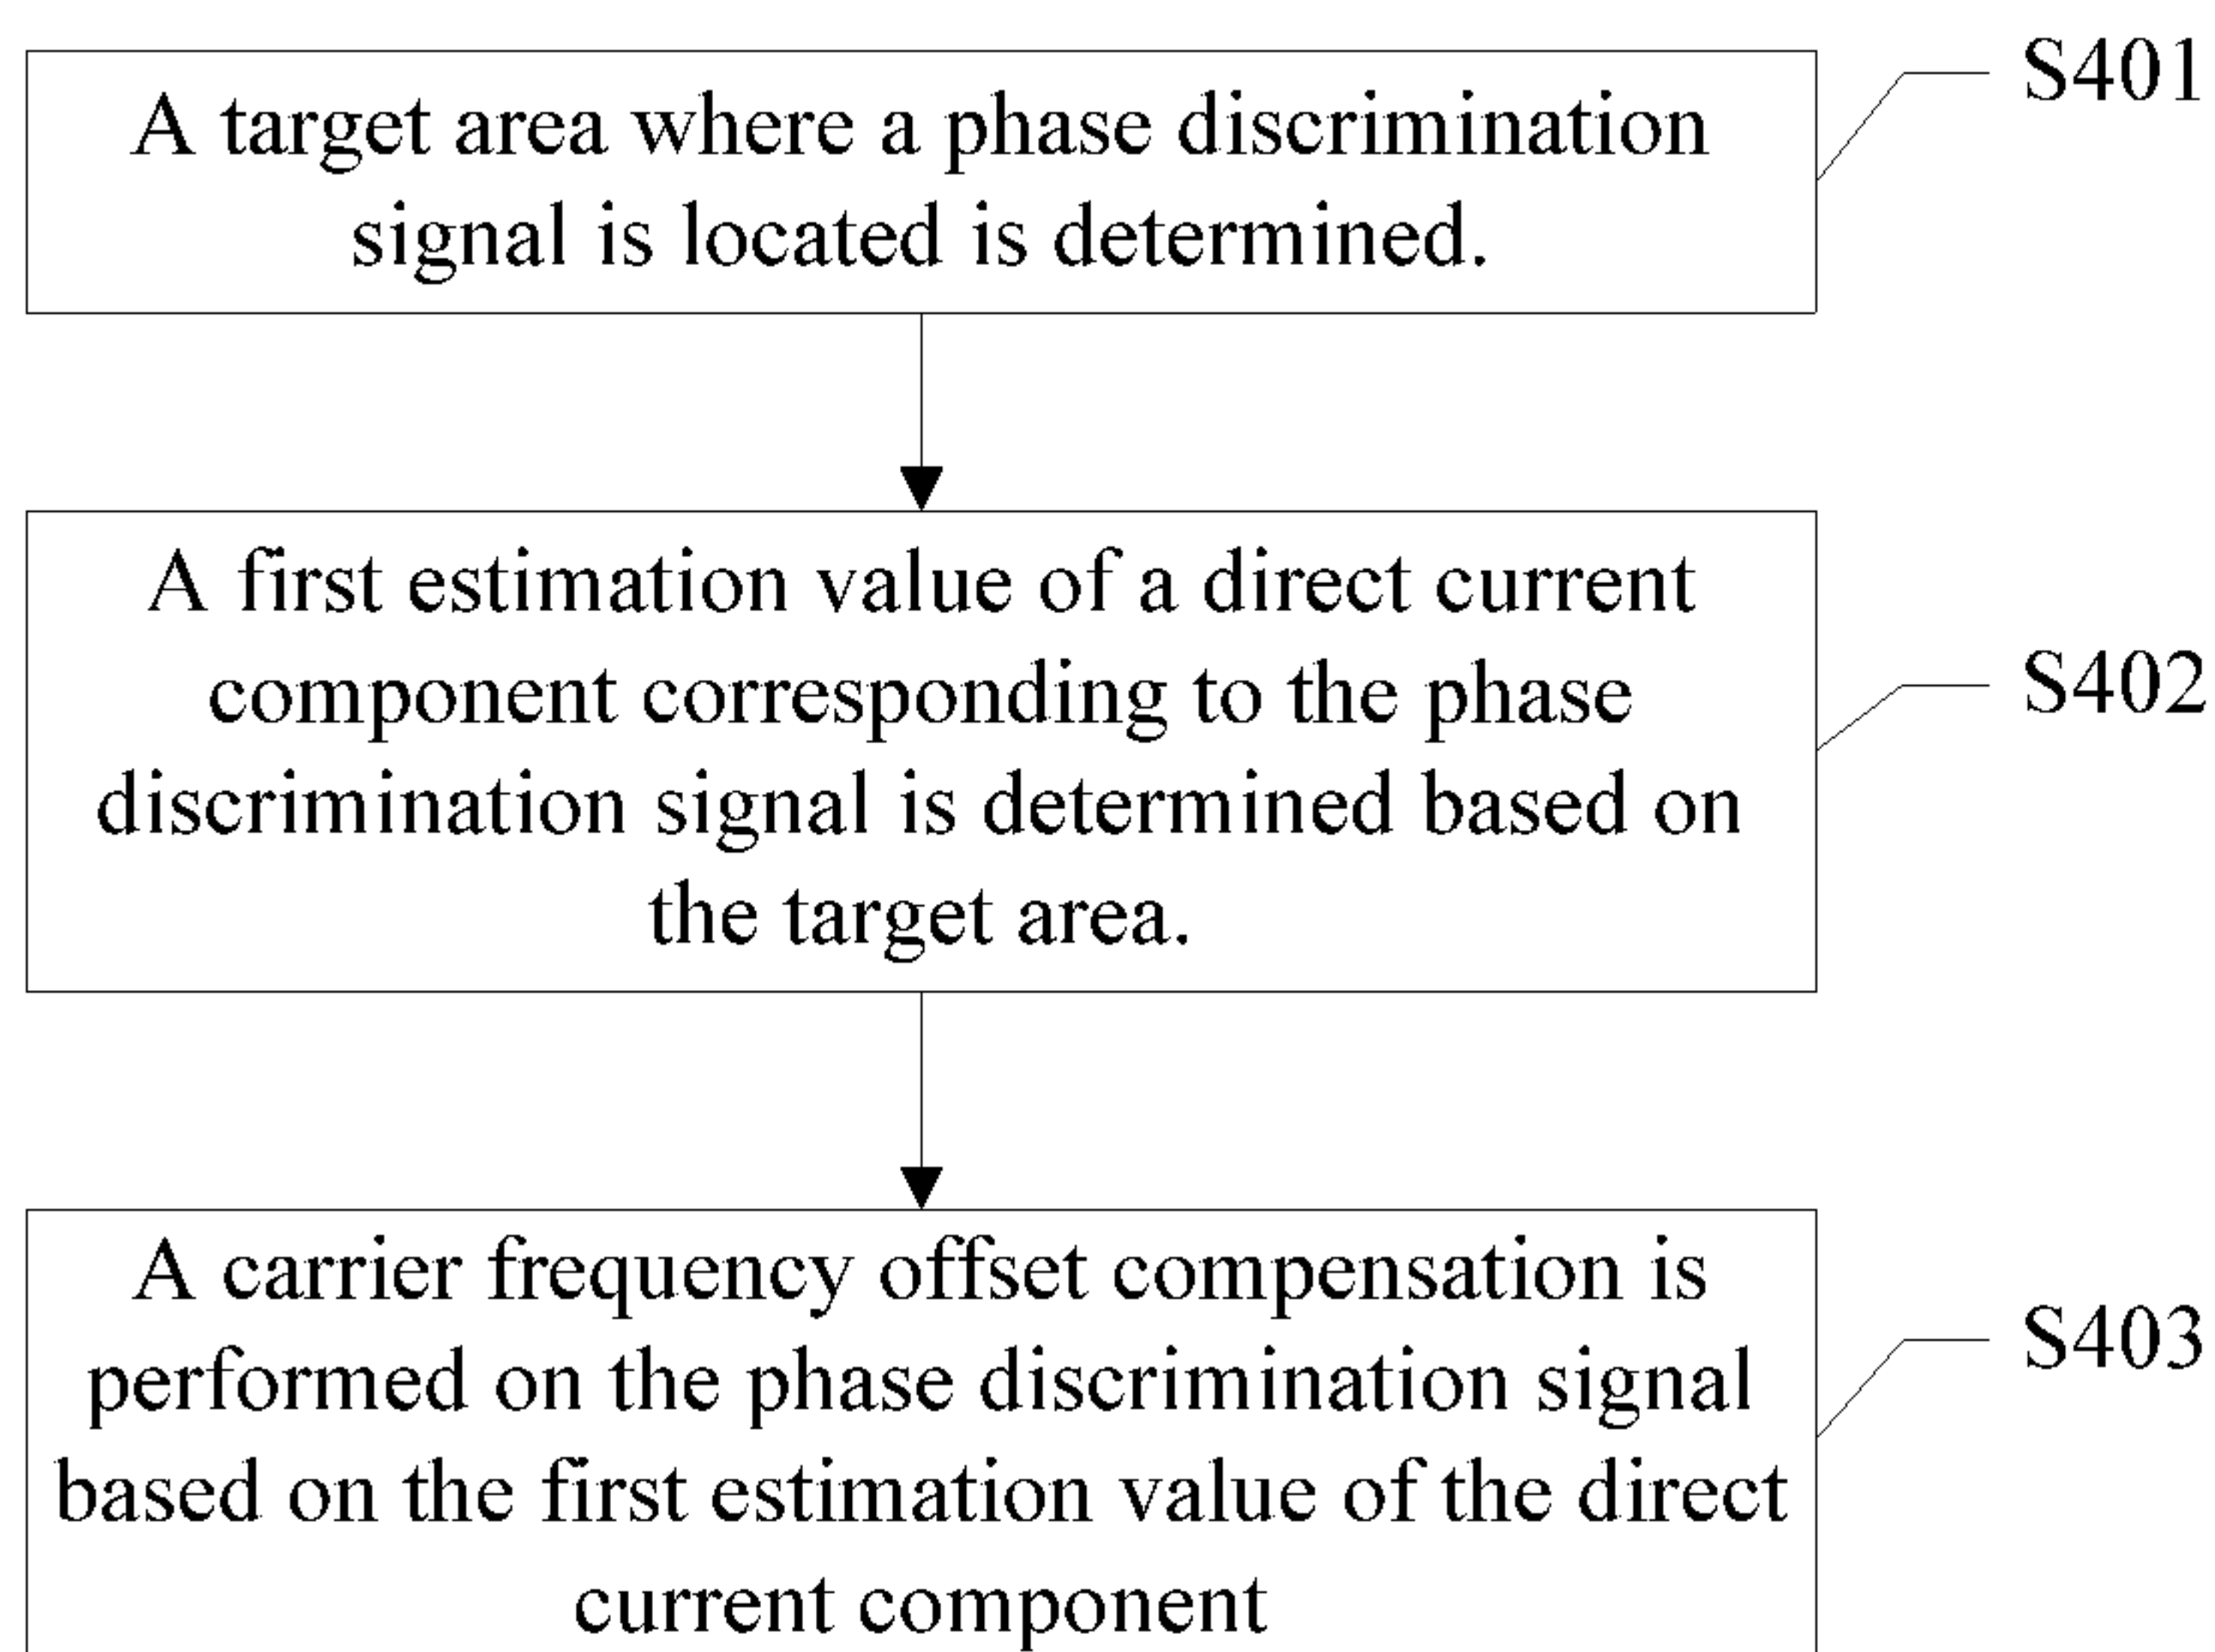 S401
A target area where a phase discrimination
signal is located is determined.
A first estimation value of a direct current
component corresponding to the phase
S402
discrimination signal is determined based on
the target area.
A carrier frequency offset compensation is
S403
performed on the phase discrimination signal
based on the first estimation value of the direct
current component